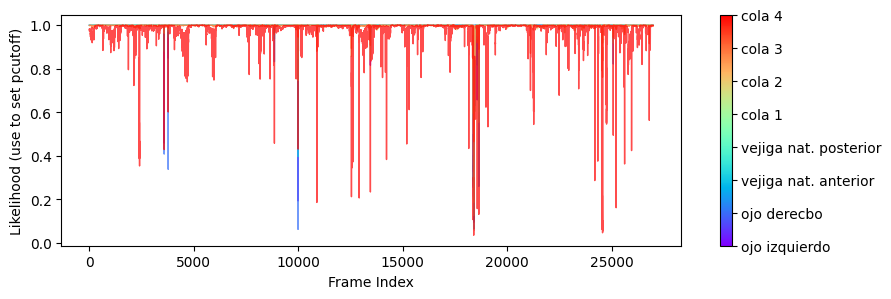 Likelihood (use to set pcutoff)
1.0
0.8
0.6
0.4
0.2
0.0
0
5000
10000
15000
20000
25000
Frame Index
cola 4
cola 3
cola 2
cola 1
vejiga nat. posterior
vejiga nat. anterior
ojo derecbo
ojo izquierdo